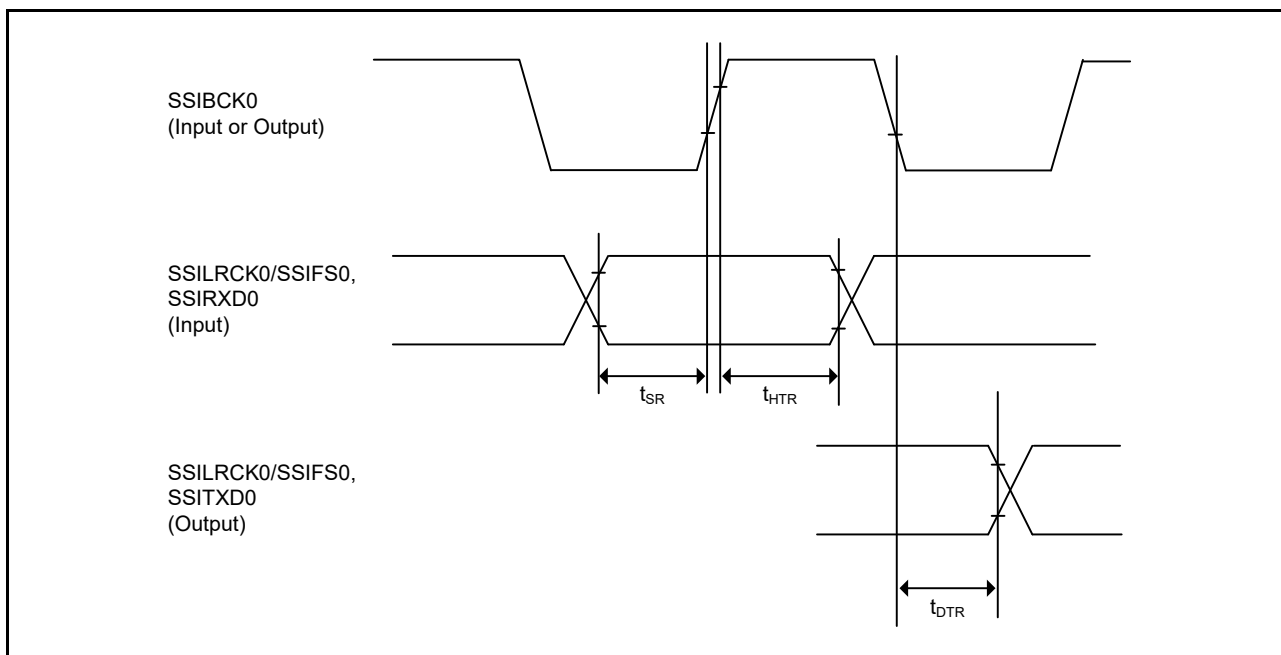 SSIBCK0
(Input or Output)
SSILRCK0/SSIFS0,
SSIRXD0
(Input)
tSR
tHTR
SSILRCK0/SSIFS0,
SSITXD0
(Output)
tDTR